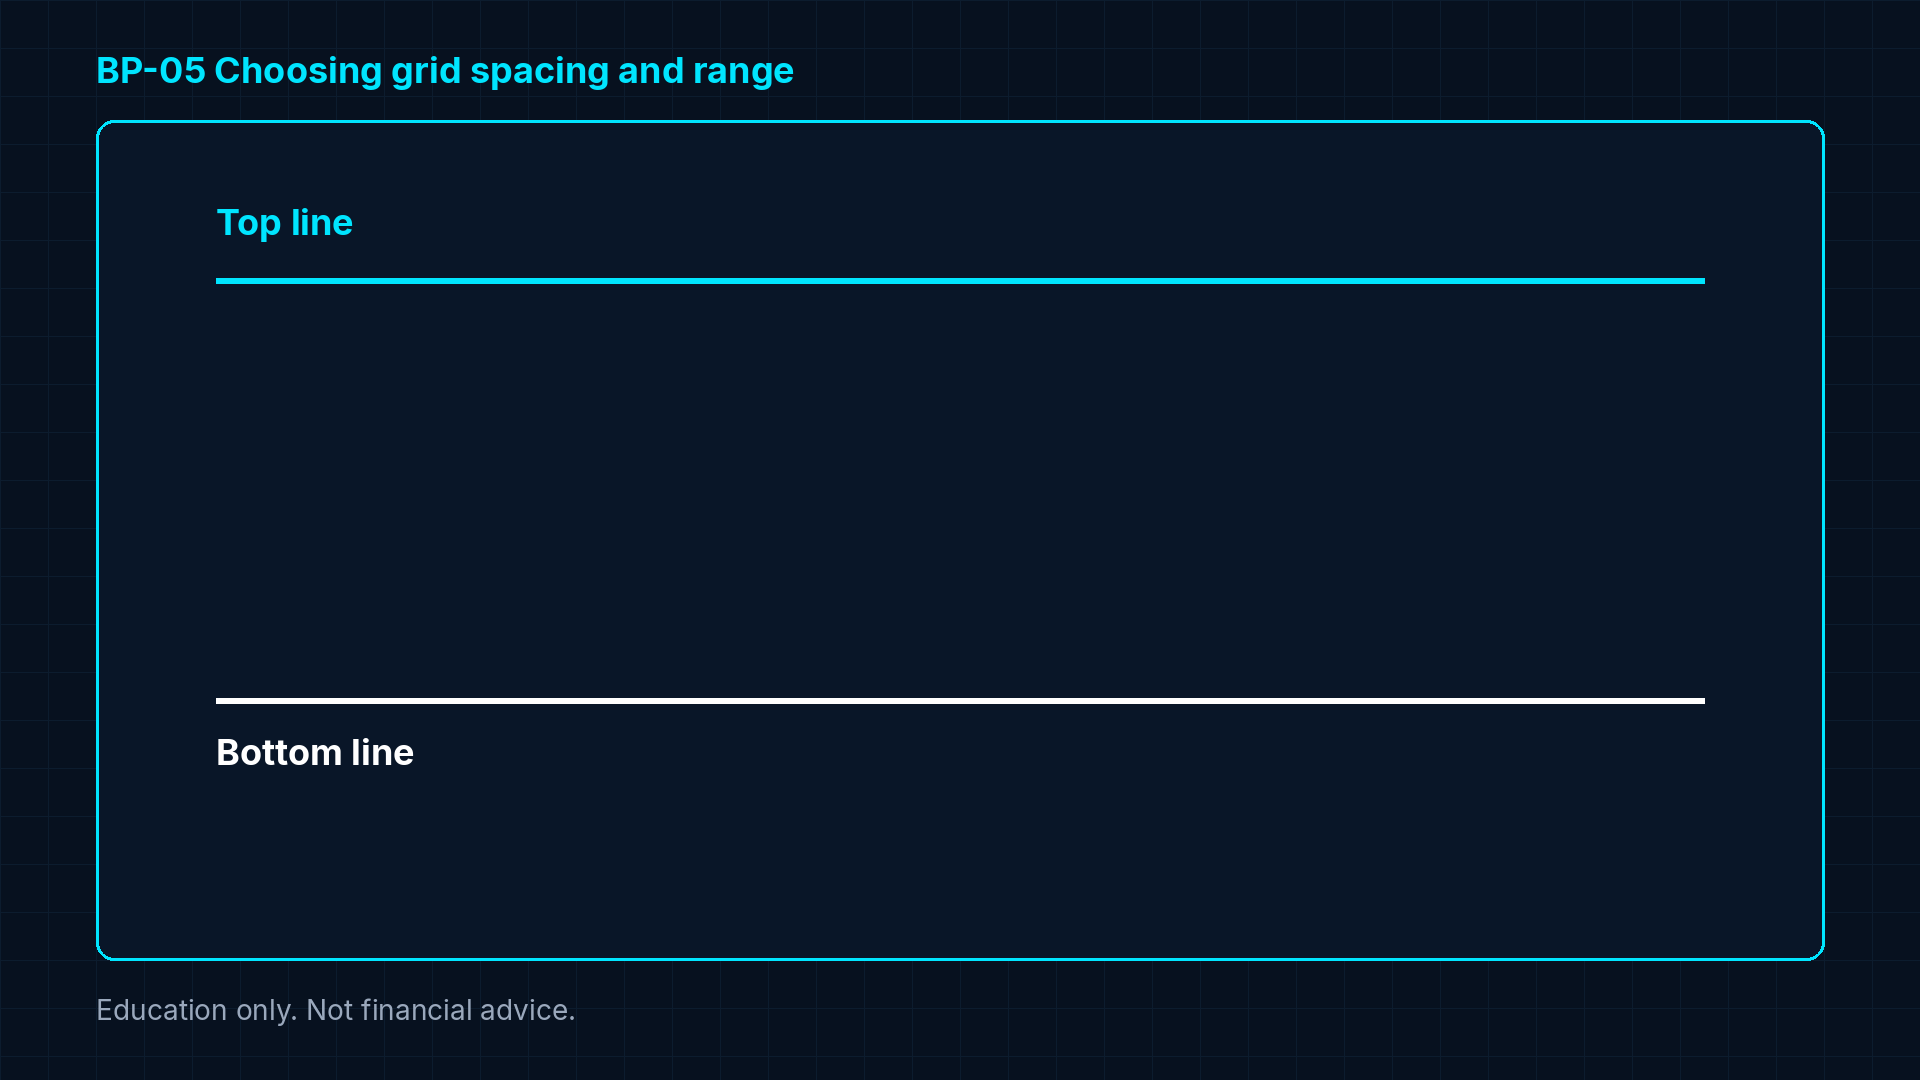 BP-05 Choosing grid spacing and range
Top line
Bottom line
Education only. Not financial advice.